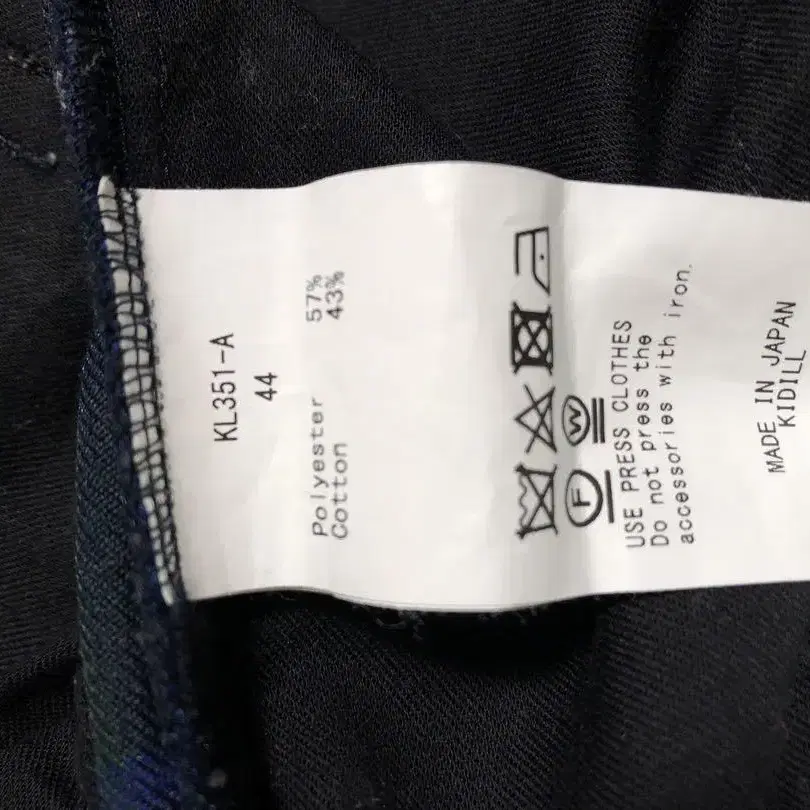 KL351-A
44
Polyester 57%
Cotton 43%
F W
USE PRESS CLOTHES
Do not press the
accessories with iron.
MADE IN JAPAN
KIDILL